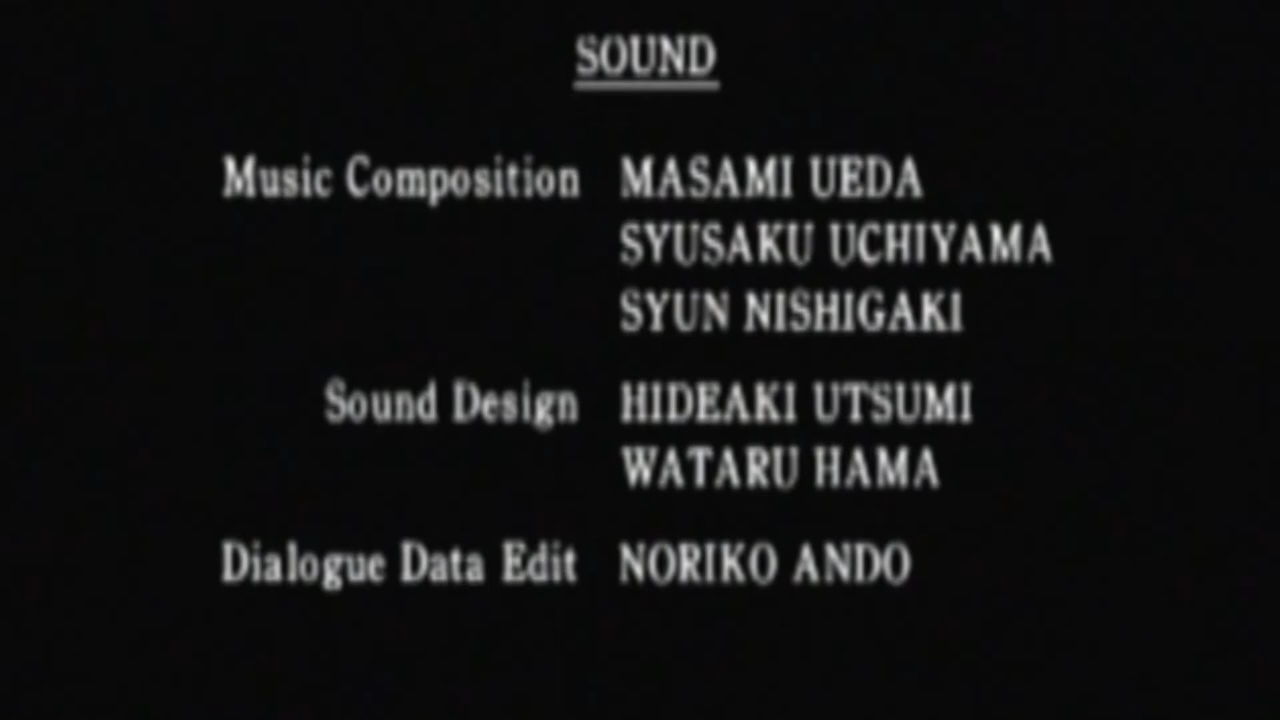 SOUND
Music Composition MASAMI UEDA
SYUSAKU UCHIYAMA
SYUN NISHIGAKI
Sound Design HIDEAKI UTSUMI
WATARU HAMA
Dialogue Data Edit NORIKO ANDO